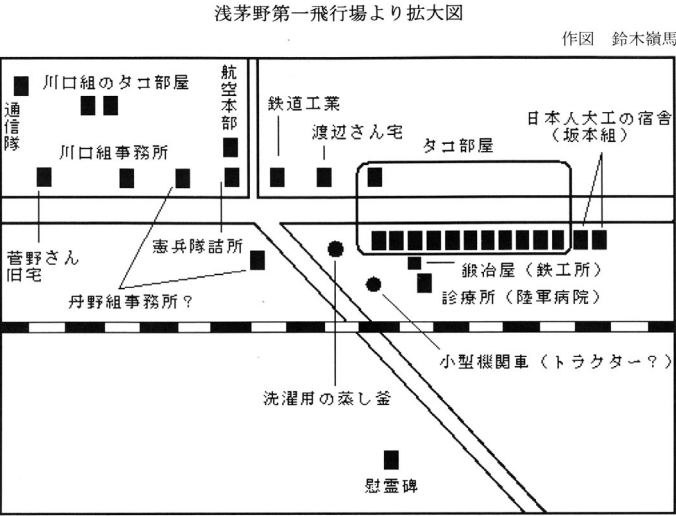 浅茅野第一飛行場より拡大図
作図　鈴木嶺馬
川口組のタコ部屋
航空本部
通信隊
鉄道工業
日本人大工の宿舎
（坂本組）
渡辺さん宅
タコ部屋
川口組事務所
憲兵隊詰所
菅野さん
旧宅
鍛冶屋（鉄工所）
丹野組事務所？
診療所（陸軍病院）
小型機関車（トラクター？）
洗濯用の蒸し釜
慰霊碑